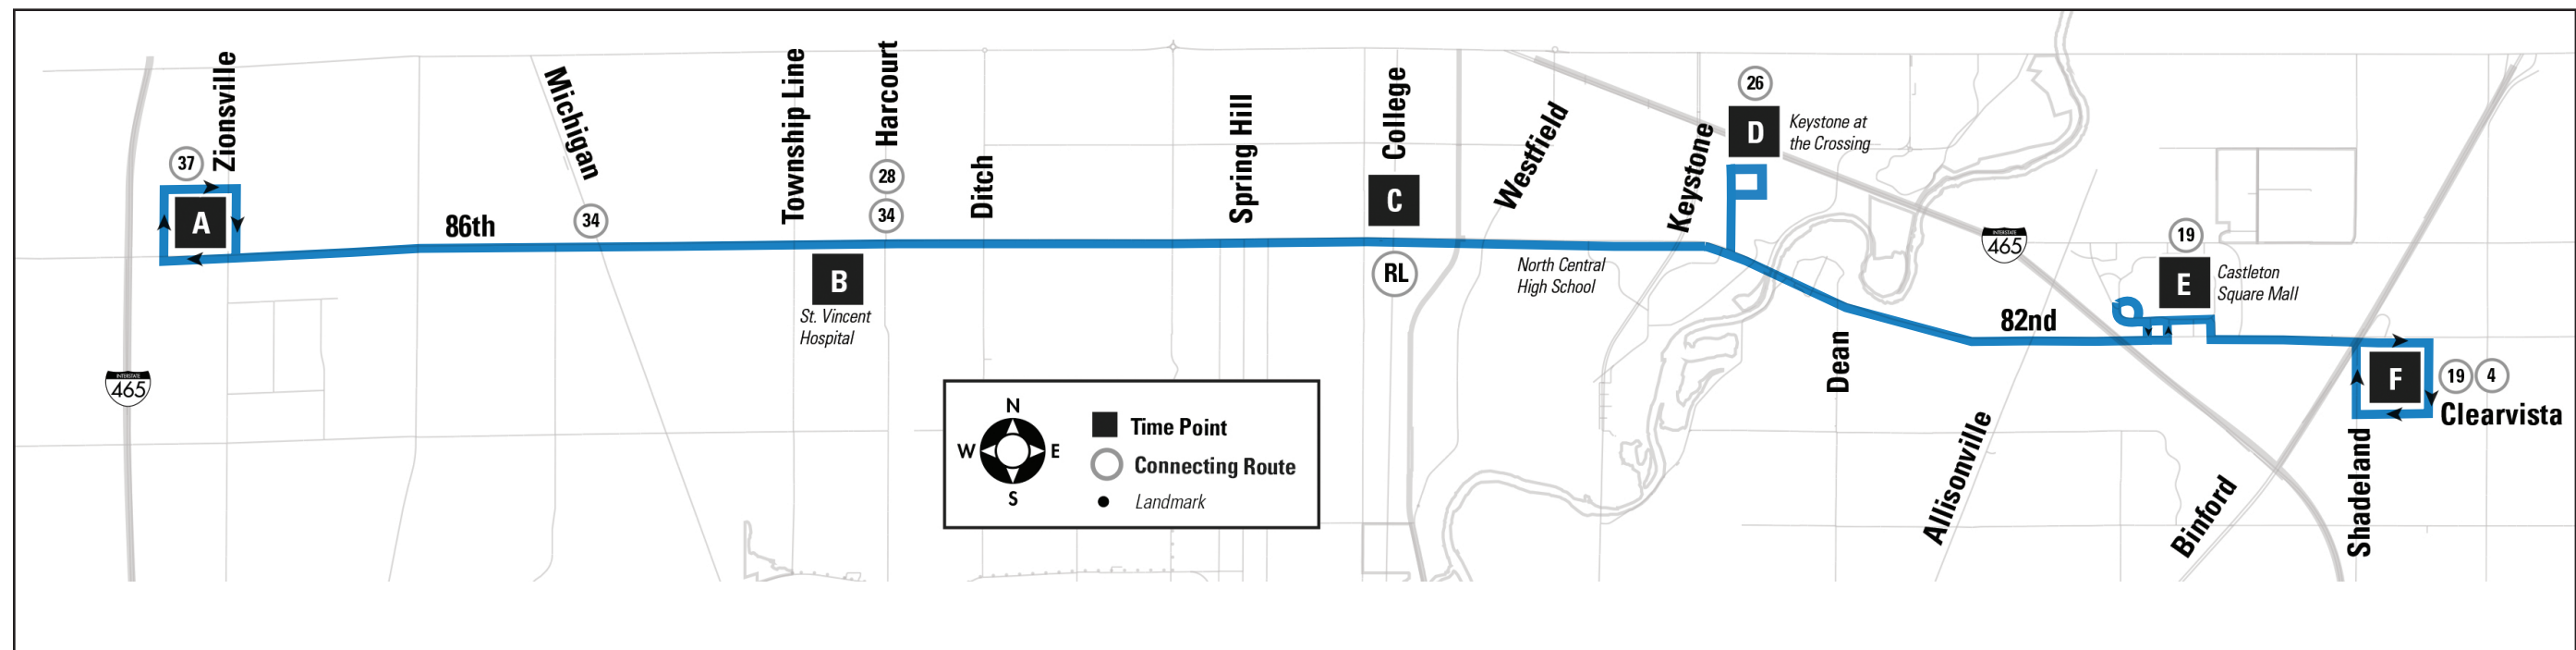 Zionsville
37
A
INTERSTATE
465
86th
Michigan
34
Township Line
B
St. Vincent
Hospital
Harcourt
28
34
Ditch
Spring Hill
College
C
RL
Westfield
North Central
High School
Keystone
26
D
Keystone at
the Crossing
Dean
82nd
INTERSTATE
465
Allisonville
19
E
Castleton
Square Mall
Binford
Shadeland
F
19
4
Clearvista
N
W
E
S
Time Point
Connecting Route
Landmark